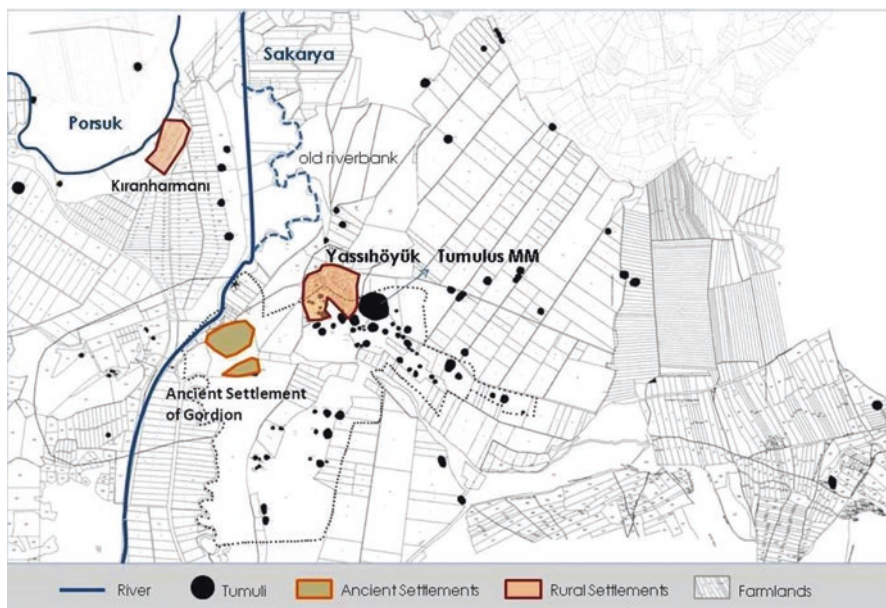 Sakarya
Porsuk
old riverbank
Kıranharmanı
Yassıhöyük
Tumulus MM
Ancient Settlement
of Gordion
River
Tumuli
Ancient Settlements
Rural Settlements
Farmlands